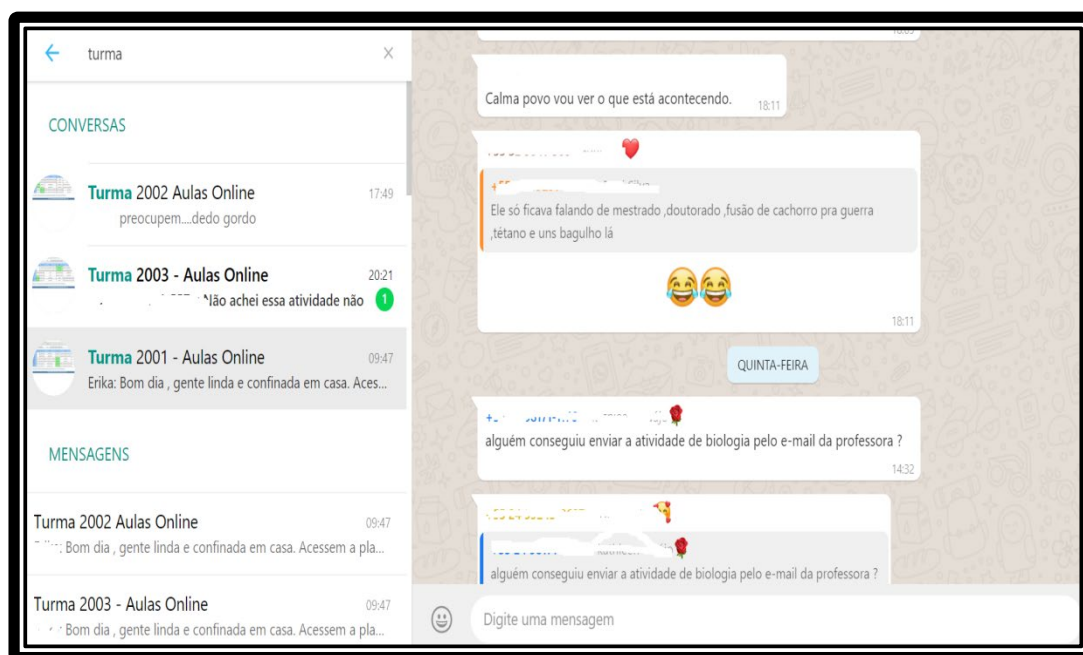 turma
CONVERSAS
Turma 2002 Aulas Online 17:49
preocupem....dedo gordo
Turma 2003 - Aulas Online 20:21
Não achei essa atividade não 1
Turma 2001 - Aulas Online 09:47
Erika: Bom dia , gente linda e confinada em casa. Aces...
MENSAGENS
Turma 2002 Aulas Online 09:47
Bom dia , gente linda e confinada em casa. Acessem a pla...
Turma 2003 - Aulas Online 09:47
Bom dia , gente linda e confinada em casa. Acessem a pla...
Calma povo vou ver o que está acontecendo. 18:11
Ele só ficava falando de mestrado ,doutorado ,fusão de cachorro pra guerra
,tétano e uns bagulho lá
18:11
QUINTA-FEIRA
alguém conseguiu enviar a atividade de biologia pelo e-mail da professora ?
14:32
alguém conseguiu enviar a atividade de biologia pelo e-mail da professora ?
Digite uma mensagem